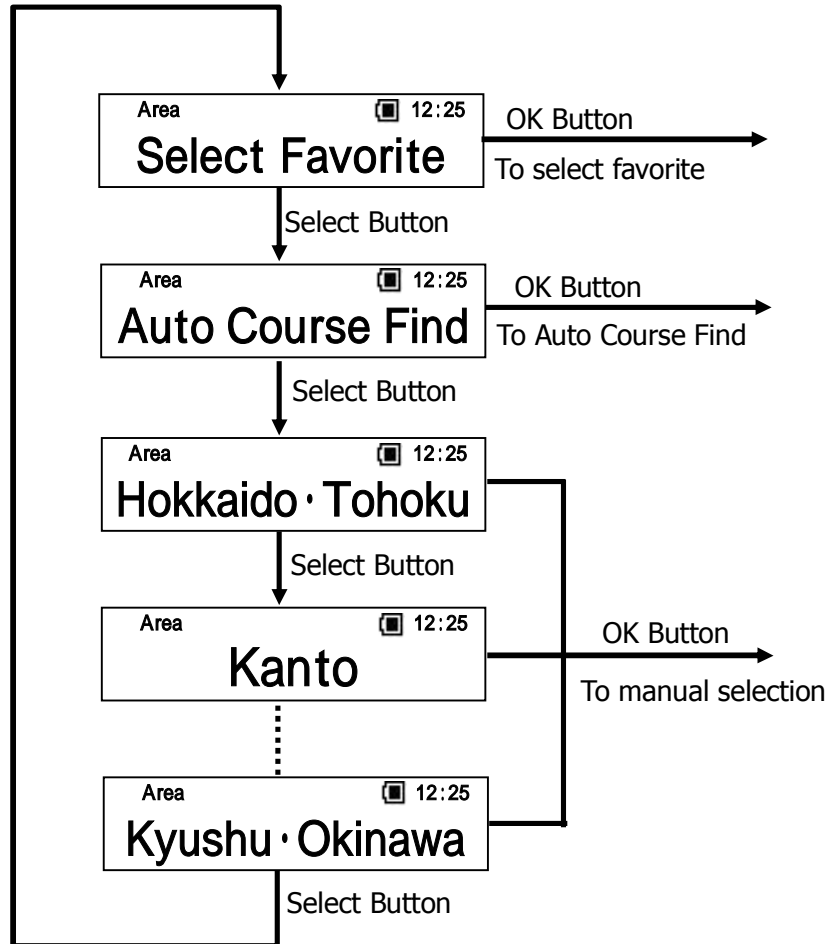 Area 12:25
Select Favorite
OK Button
To select favorite
Select Button
Area 12:25
Auto Course Find
OK Button
To Auto Course Find
Select Button
Area 12:25
Hokkaido・Tohoku
Select Button
Area 12:25
Kanto
OK Button
To manual selection
Area 12:25
Kyushu・Okinawa
Select Button